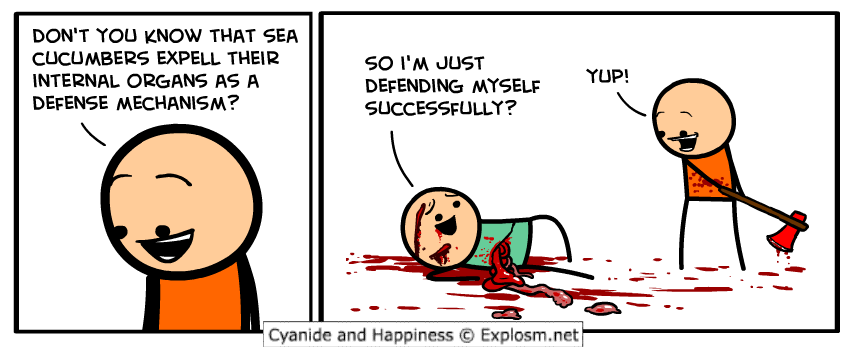 DON'T YOU KNOW THAT SEA
CUCUMBERS EXPELL THEIR
INTERNAL ORGANS AS A
DEFENSE MECHANISM?
SO I'M JUST
DEFENDING MYSELF
SUCCESSFULLY?
YUP!
Cyanide and Happiness © Explosm.net